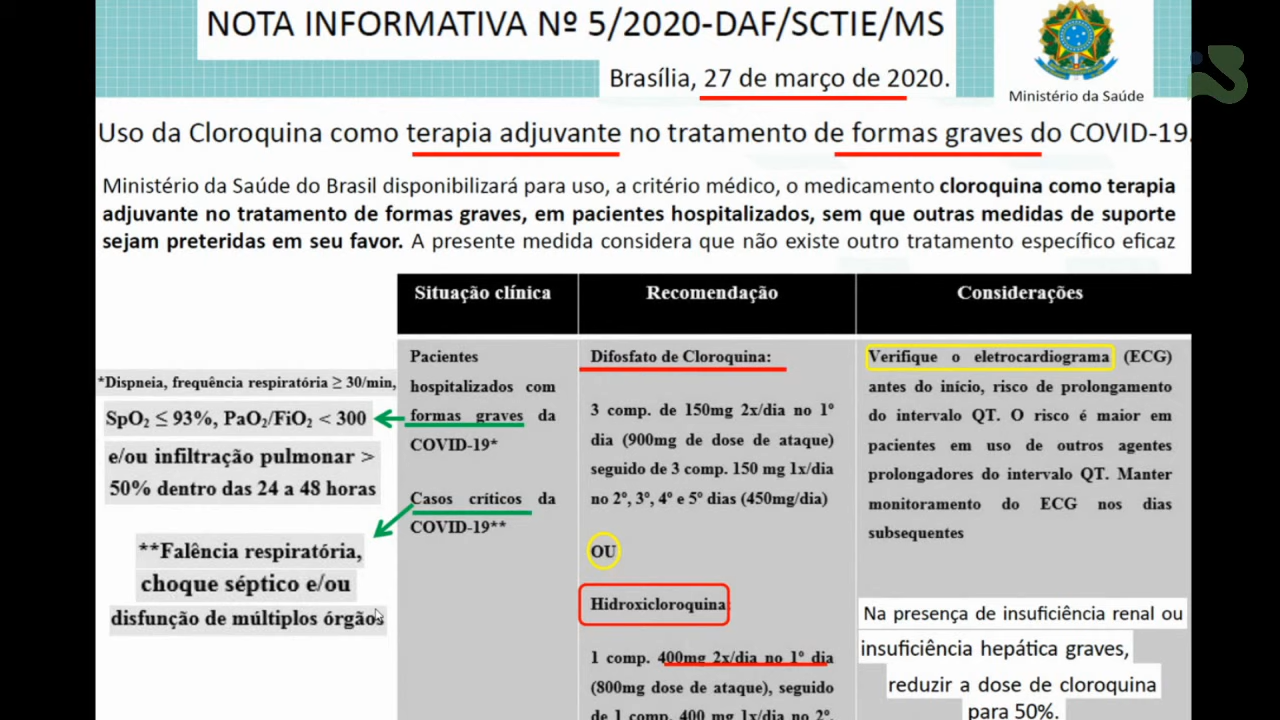 NOTA INFORMATIVA Nº 5/2020-DAF/SCTIE/MS
Brasília, 27 de março de 2020.
Ministério da Saúde
Uso da Cloroquina como terapia adjuvante no tratamento de formas graves do COVID-19.
Ministério da Saúde do Brasil disponibilizará para uso, a critério médico, o medicamento cloroquina como terapia
adjuvante no tratamento de formas graves, em pacientes hospitalizados, sem que outras medidas de suporte
sejam preteridas em seu favor. A presente medida considera que não existe outro tratamento específico eficaz
*Dispneia, frequência respiratória ≥ 30/min,
SpO₂ ≤ 93%, PaO₂/FiO₂ < 300
e/ou infiltração pulmonar >
50% dentro das 24 a 48 horas
**Falência respiratória,
choque séptico e/ou
disfunção de múltiplos órgãos
Situação clínica
Pacientes
hospitalizados com
formas graves da
COVID-19*
Casos críticos da
COVID-19**
Recomendação
Difosfato de Cloroquina:
3 comp. de 150mg 2x/dia no 1º
dia (900mg de dose de ataque)
seguido de 3 comp. 150 mg 1x/dia
no 2º, 3º, 4º e 5º dias (450mg/dia)
OU
Hidroxicloroquina
1 comp. 400mg 2x/dia no 1º dia
(800mg dose de ataque), seguido
de 1 comp. 400 mg 1x/dia no 2º,
Considerações
Verifique o eletrocardiograma (ECG)
antes do início, risco de prolongamento
do intervalo QT. O risco é maior em
pacientes em uso de outros agentes
prolongadores do intervalo QT. Manter
monitoramento do ECG nos dias
subsequentes
Na presença de insuficiência renal ou
insuficiência hepática graves,
reduzir a dose de cloroquina
para 50%.